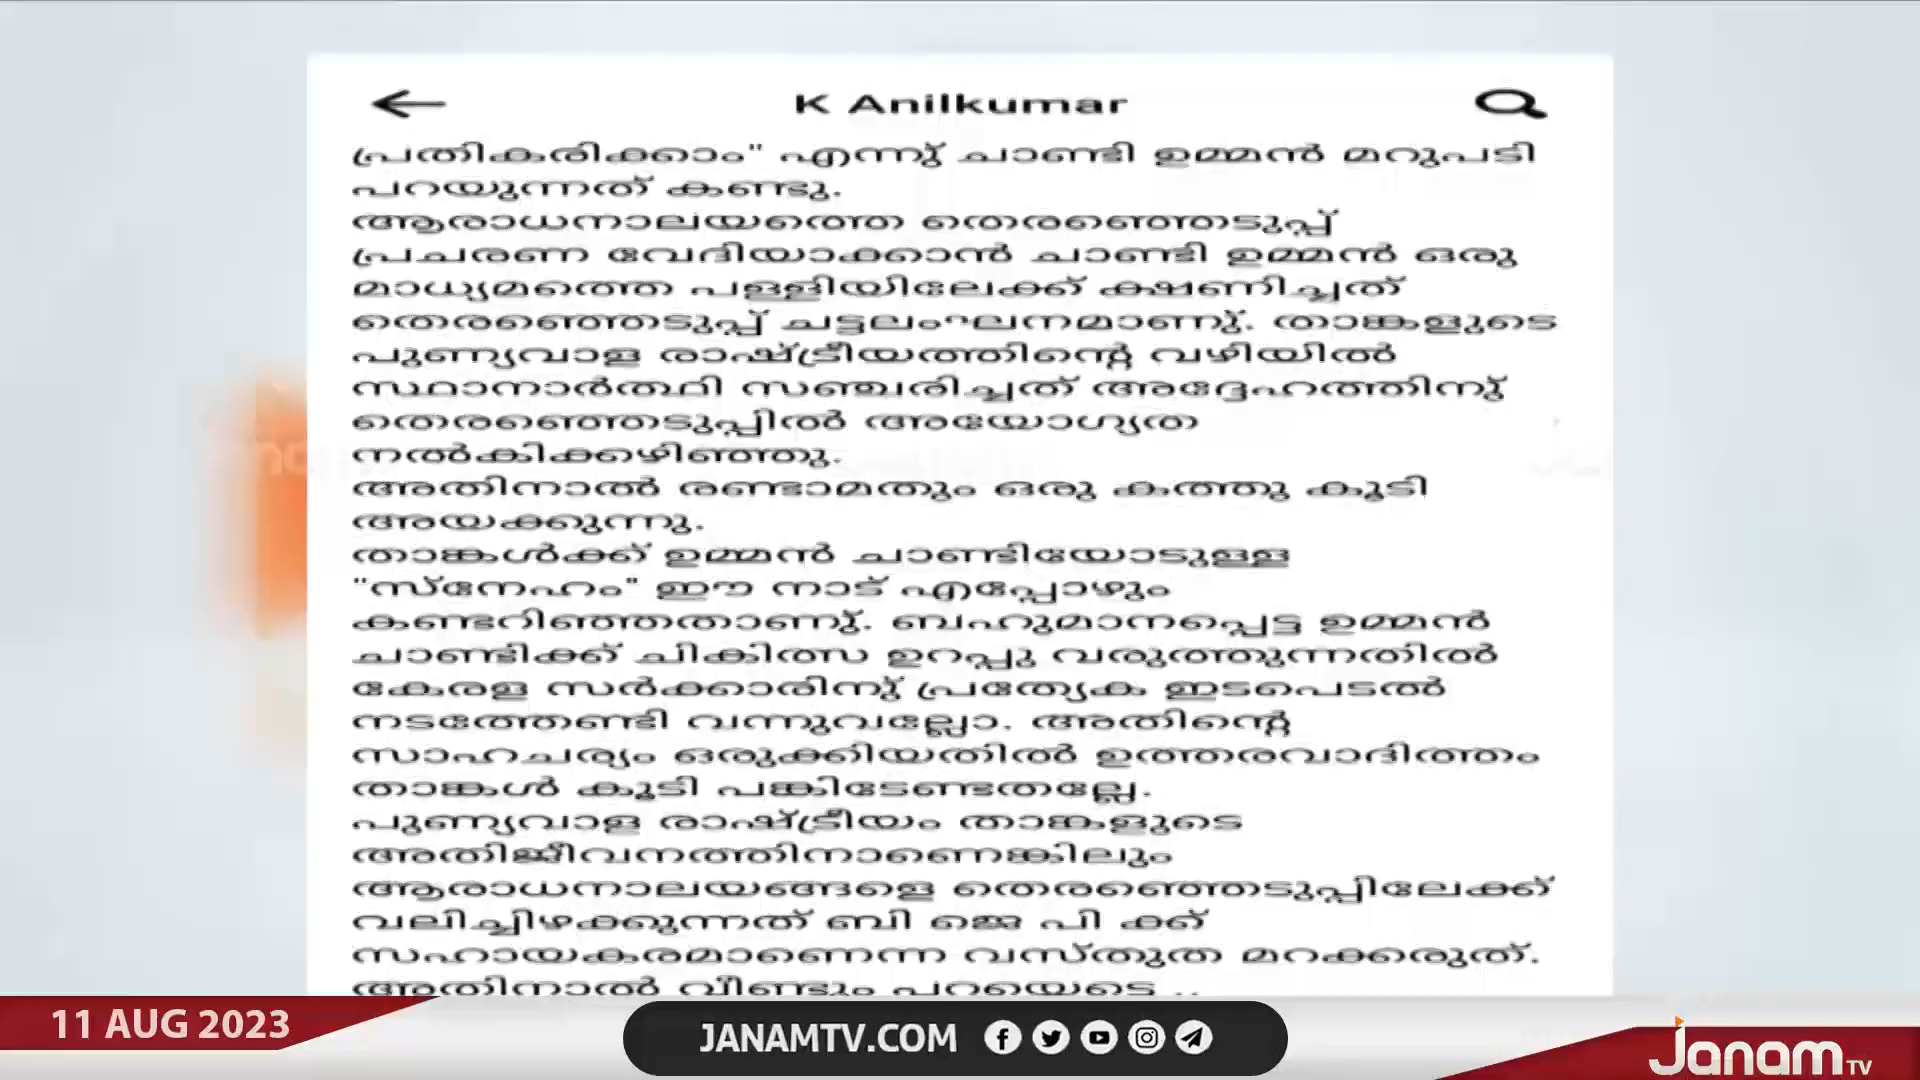 K Anilkumar
പ്രതികരിക്കാം" എന്നു് ചാണ്ടി ഉമ്മൻ മറുപടി
പറയുന്നത് കണ്ടു.
ആരാധനാലയത്തെ തെരഞ്ഞെടുപ്പ്
പ്രചരണ വേദിയാക്കാൻ ചാണ്ടി ഉമ്മൻ ഒരു
മാധ്യമത്തെ പള്ളിയിലേക്ക് ക്ഷണിച്ചത്
തെരഞ്ഞെടുപ്പ് ചട്ടലംഘനമാണു്. താങ്കളുടെ
പുണ്യവാള രാഷ്ട്രീയത്തിന്റെ വഴിയിൽ
സ്ഥാനാർത്ഥി സഞ്ചരിച്ചത് അദ്ദേഹത്തിനു്
തെരഞ്ഞെടുപ്പിൽ അയോഗ്യത
നൽകിക്കഴിഞ്ഞു.
അതിനാൽ രണ്ടാമതും ഒരു കത്തു കൂടി
അയക്കുന്നു.
താങ്കൾക്ക് ഉമ്മൻ ചാണ്ടിയോടുള്ള
"സ്നേഹം" ഈ നാട് എപ്പോഴും
കണ്ടറിഞ്ഞതാണു്. ബഹുമാനപ്പെട്ട ഉമ്മൻ
ചാണ്ടിക്ക് ചികിത്സ ഉറപ്പു വരുത്തുന്നതിൽ
കേരള സർക്കാരിനു് പ്രത്യേക ഇടപെടൽ
നടത്തേണ്ടി വന്നുവല്ലോ. അതിന്റെ
സാഹചര്യം ഒരുക്കിയതിൽ ഉത്തരവാദിത്തം
താങ്കൾ കൂടി പങ്കിടേണ്ടതല്ലേ.
പുണ്യവാള രാഷ്ട്രീയം താങ്കളുടെ
അതിജീവനത്തിനാണെങ്കിലും
ആരാധനാലയങ്ങളെ തെരഞ്ഞെടുപ്പിലേക്ക്
വലിച്ചിഴക്കുന്നത് ബി ജെ പി ക്ക്
സഹായകരമാണെന്ന വസ്തുത മറക്കരുത്.
അതിനാൽ വീണ്ടും പറയട്ടെ ..
11 AUG 2023
JANAMTV.COM
Janam TV